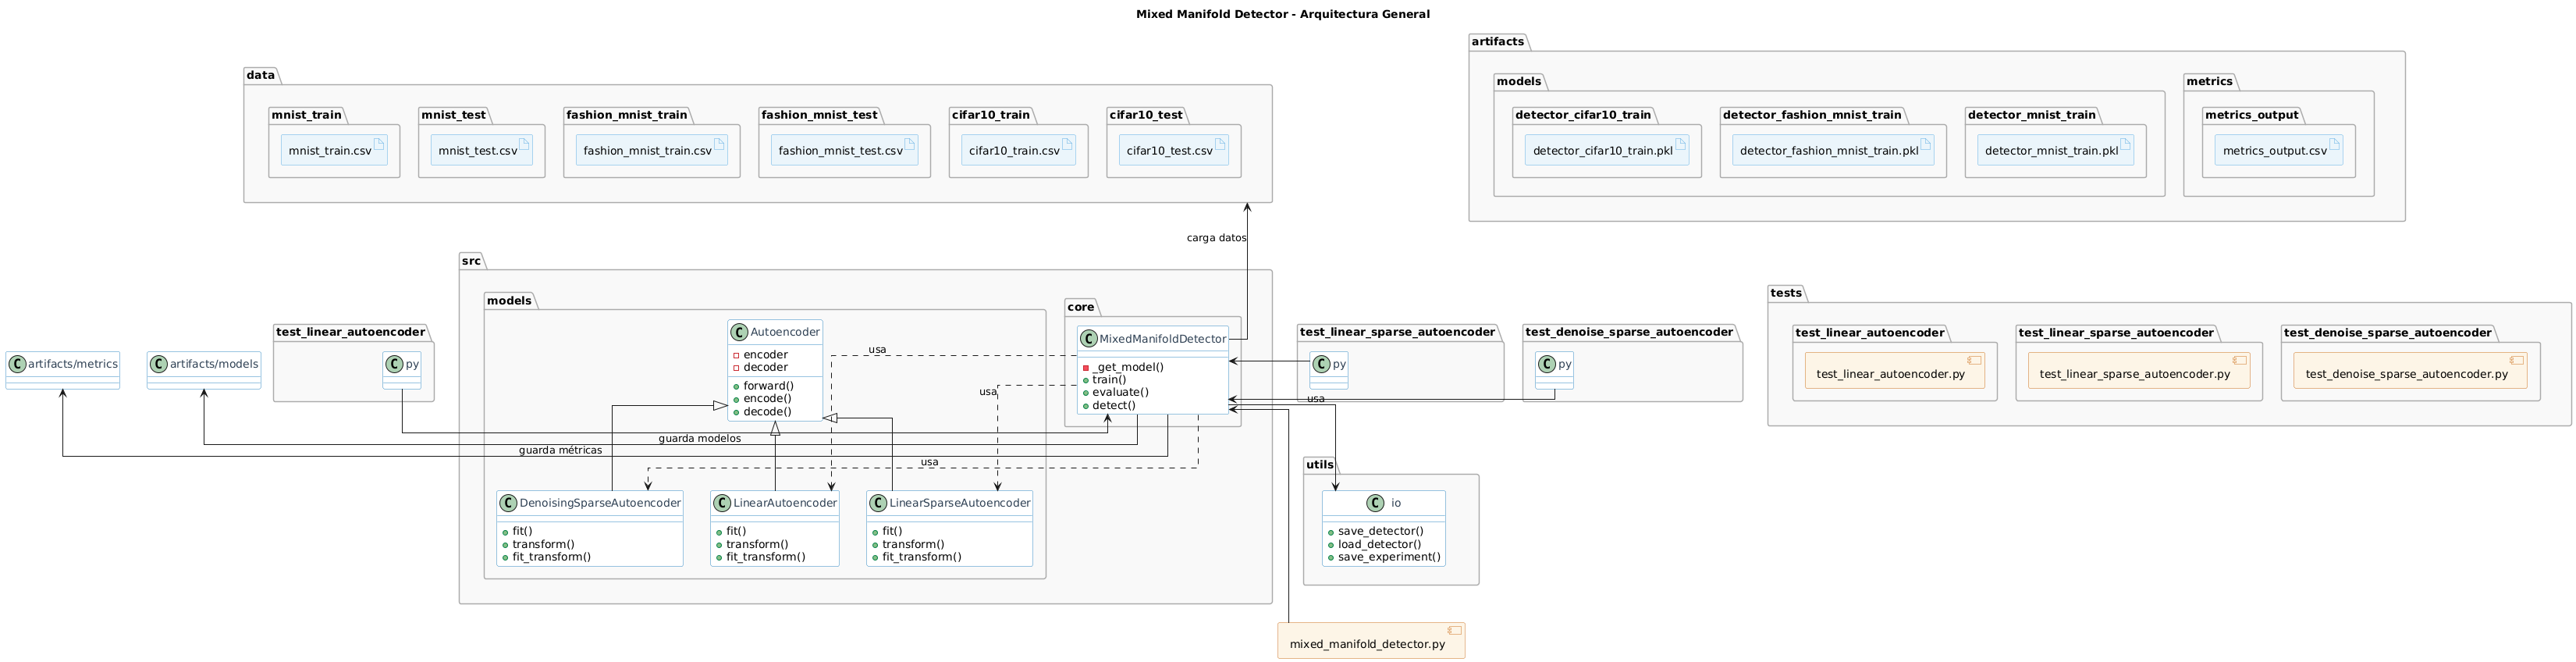 Mixed Manifold Detector - Arquitectura General
data
mnist_train
mnist_train.csv
mnist_test
mnist_test.csv
fashion_mnist_train
fashion_mnist_train.csv
fashion_mnist_test
fashion_mnist_test.csv
cifar10_train
cifar10_train.csv
cifar10_test
cifar10_test.csv
artifacts
models
detector_cifar10_train
detector_cifar10_train.pkl
detector_fashion_mnist_train
detector_fashion_mnist_train.pkl
detector_mnist_train
detector_mnist_train.pkl
metrics
metrics_output
metrics_output.csv
carga datos
C artifacts/metrics
C artifacts/models
test_linear_autoencoder
C py
src
models
C Autoencoder
encoder
decoder
forward()
encode()
decode()
usa
usa
core
C MixedManifoldDetector
_get_model()
train()
evaluate()
detect()
guarda modelos
guarda métricas
usa
C DenoisingSparseAutoencoder
fit()
transform()
fit_transform()
C LinearAutoencoder
fit()
transform()
fit_transform()
C LinearSparseAutoencoder
fit()
transform()
fit_transform()
test_linear_sparse_autoencoder
C py
usa
test_denoise_sparse_autoencoder
C py
tests
test_linear_autoencoder
test_linear_autoencoder.py
test_linear_sparse_autoencoder
test_linear_sparse_autoencoder.py
test_denoise_sparse_autoencoder
test_denoise_sparse_autoencoder.py
utils
C io
save_detector()
load_detector()
save_experiment()
mixed_manifold_detector.py